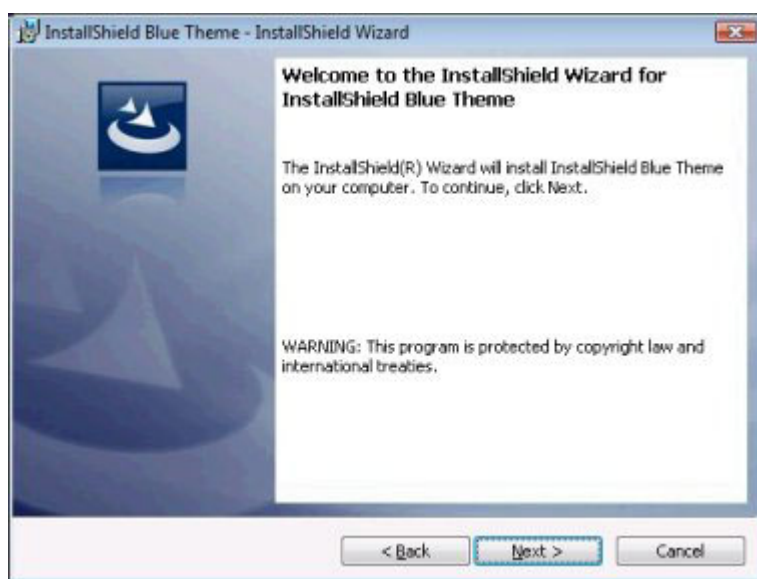 InstallShield Blue Theme - InstallShield Wizard
Welcome to the InstallShield Wizard for
InstallShield Blue Theme
The InstallShield(R) Wizard will install InstallShield Blue Theme
on your computer. To continue, click Next.
WARNING: This program is protected by copyright law and
international treaties.
< Back
Next >
Cancel